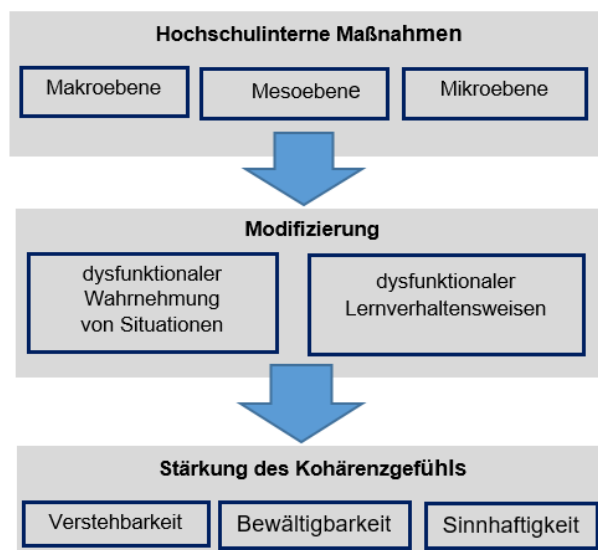 Hochschulinterne Maßnahmen
Makroebene
Mesoebene
Mikroebene
Modifizierung
dysfunktionaler
Wahrnehmung
von Situationen
dysfunktionaler
Lernverhaltensweisen
Stärkung des Kohärenzgefühls
Verstehbarkeit
Bewältigbarkeit
Sinnhaftigkeit